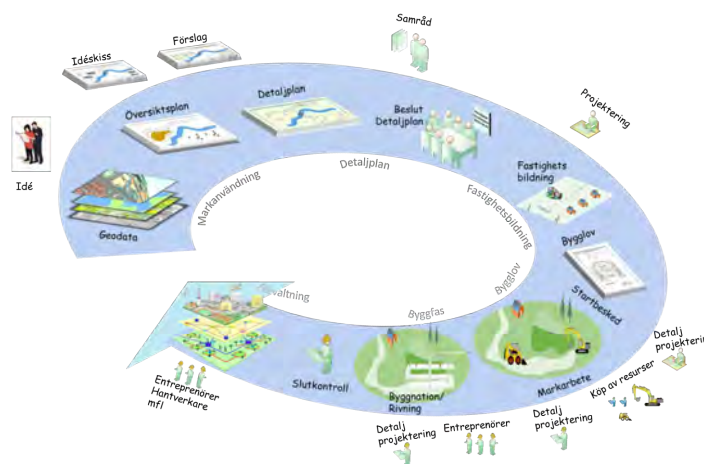 Idéskiss
Förslag
Samråd
Projektering
Idé
Översiktsplan
Detaljplan
Beslut
Detaljplan
Fastighets
bildning
Geodata
Markanvändning
Detaljplan
Fastighetsbildning
Bygglov
Byggfas
valtning
Bygglov
Startbesked
Detalj
projektering
Köp av resurser
Markarbete
Detalj
projektering
Entreprenörer
Byggnation/
Rivning
Detalj
projektering
Slutkontroll
Entreprenörer
Hantverkare
mfl